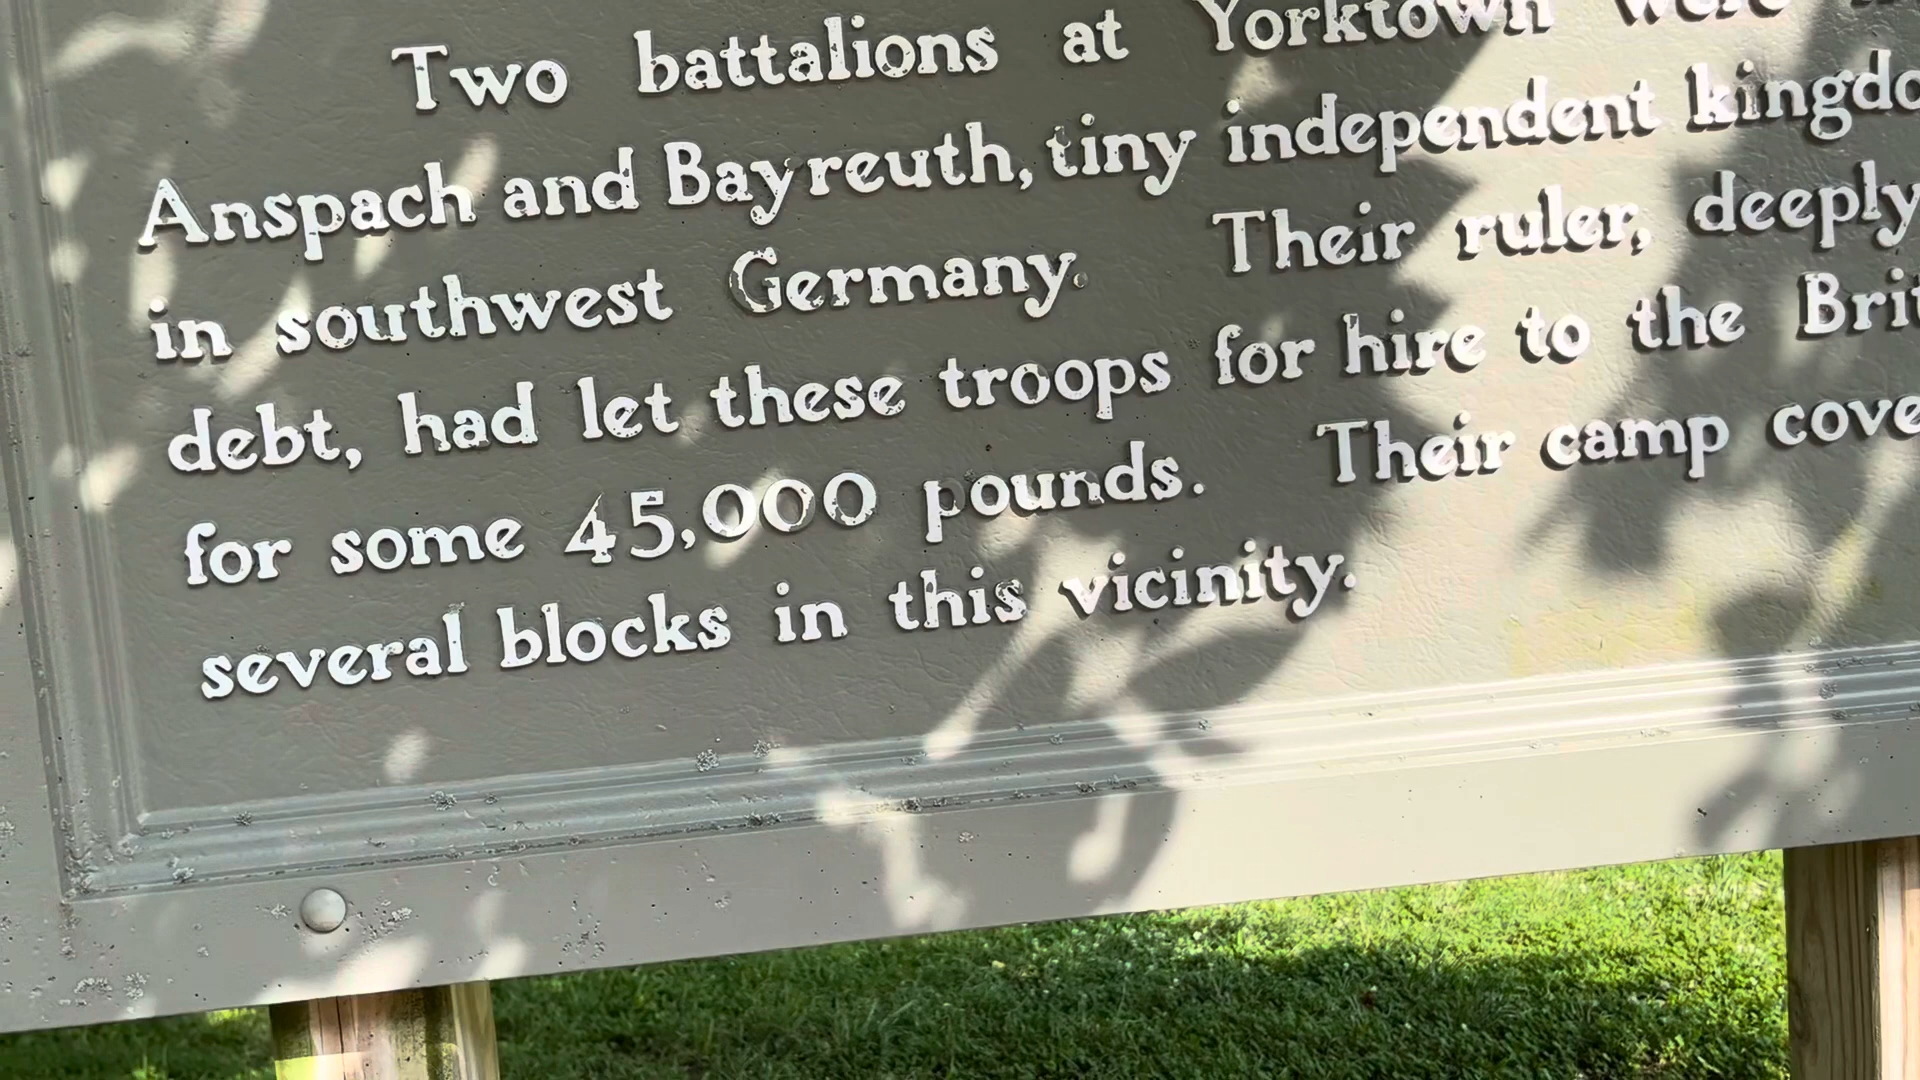 Two battalions at Yorktown were
Anspach and Bayreuth, tiny independent kingdo
in southwest Germany. Their ruler, deeply
debt, had let these troops for hire to the Brit
for some 45,000 pounds. Their camp cove
several blocks in this vicinity.